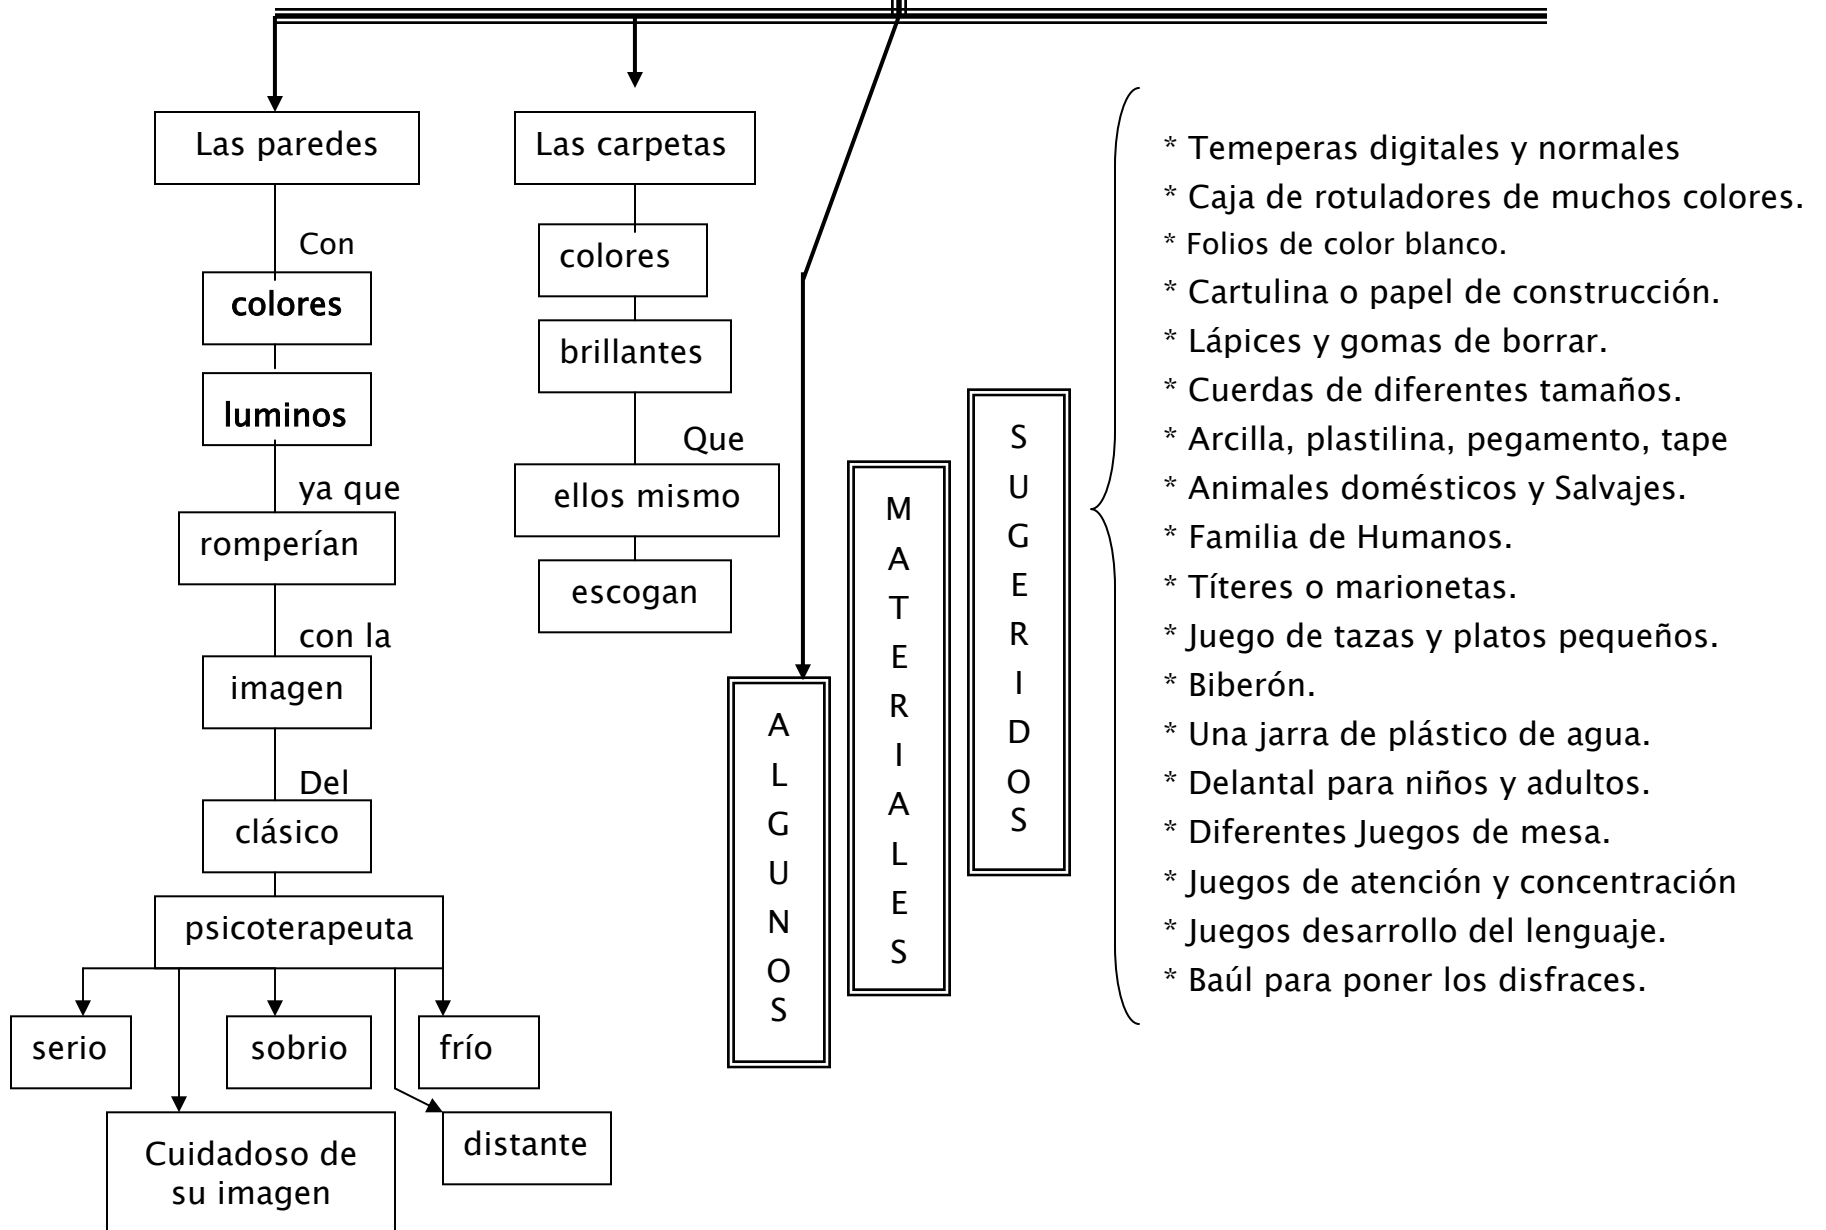 Las paredes
Con
colores
luminos
ya que
romperían
con la
imagen
Del
clásico
psicoterapeuta
serio
sobrio
frío
Cuidadoso de
su imagen
distante
Las carpetas
colores
brillantes
Que
ellos mismo
escogan
A
L
G
U
N
O
S
M
A
T
E
R
I
A
L
E
S
S
U
G
E
R
I
D
O
S
* Temeperas digitales y normales
* Caja de rotuladores de muchos colores.
* Folios de color blanco.
* Cartulina o papel de construcción.
* Lápices y gomas de borrar.
* Cuerdas de diferentes tamaños.
* Arcilla, plastilina, pegamento, tape
* Animales domésticos y Salvajes.
* Familia de Humanos.
* Títeres o marionetas.
* Juego de tazas y platos pequeños.
* Biberón.
* Una jarra de plástico de agua.
* Delantal para niños y adultos.
* Diferentes Juegos de mesa.
* Juegos de atención y concentración
* Juegos desarrollo del lenguaje.
* Baúl para poner los disfraces.